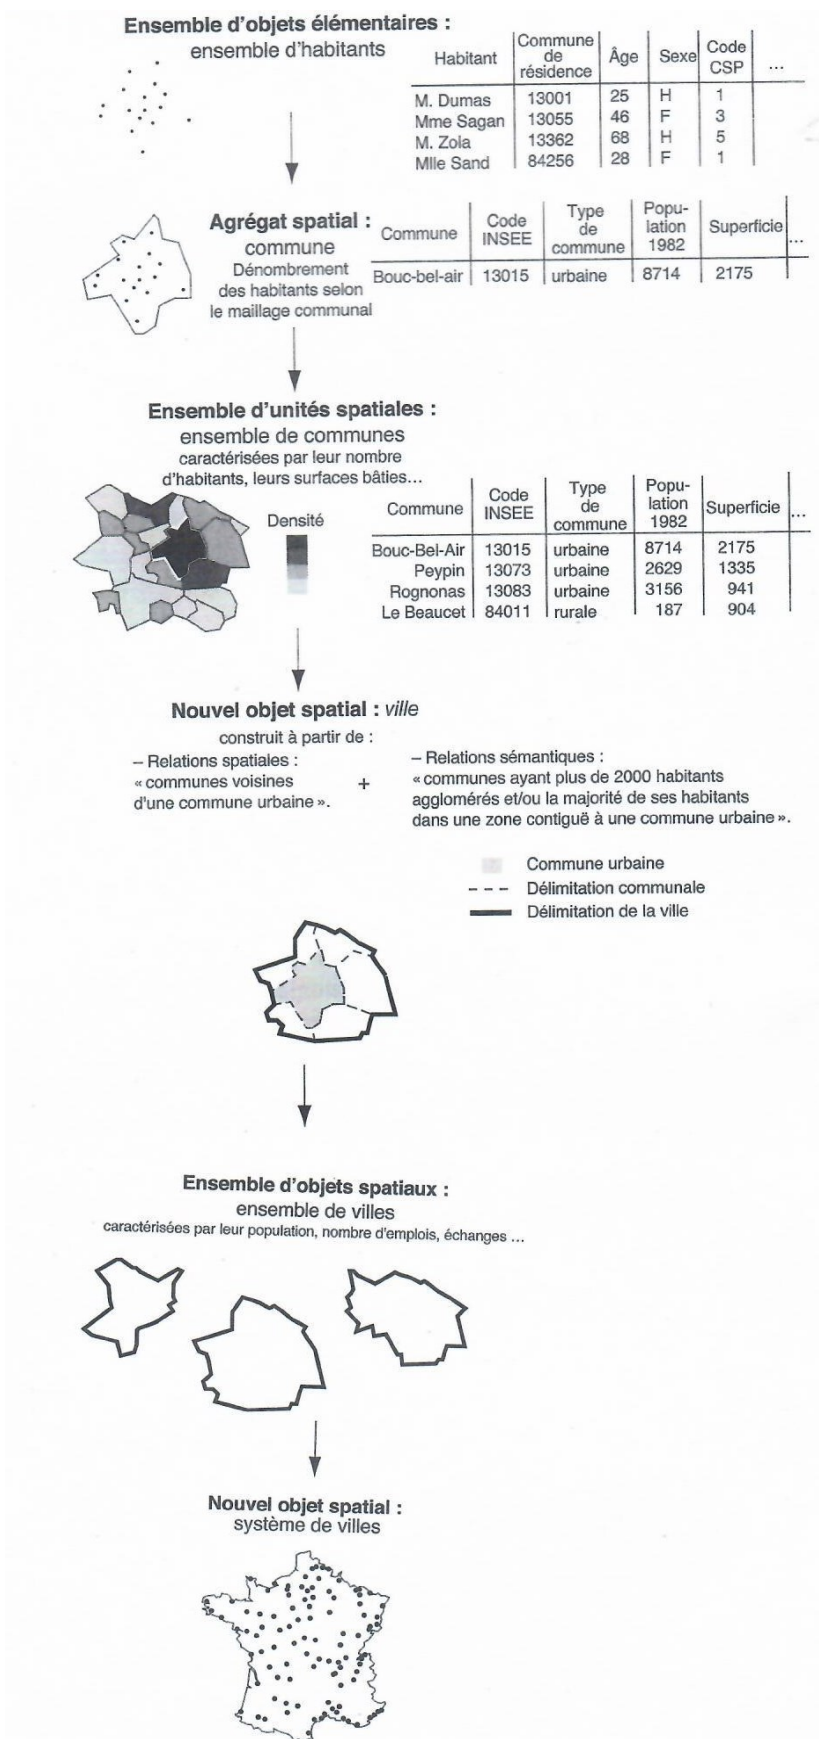 Ensemble d'objets élémentaires :
ensemble d'habitants
Habitant | Commune de résidence | Âge | Sexe | Code CSP | ...
M. Dumas | 13001 | 25 | H | 1
Mme Sagan | 13055 | 46 | F | 3
M. Zola | 13362 | 68 | H | 5
Mlle Sand | 84256 | 28 | F | 1
Agrégat spatial :
commune
Dénombrement
des habitants selon
le maillage communal
Commune | Code INSEE | Type de commune | Popu-lation 1982 | Superficie | ...
Bouc-bel-air | 13015 | urbaine | 8714 | 2175
Ensemble d'unités spatiales :
ensemble de communes
caractérisées par leur nombre
d'habitants, leurs surfaces bâties...
Densité
Commune | Code INSEE | Type de commune | Popu-lation 1982 | Superficie | ...
Bouc-Bel-Air | 13015 | urbaine | 8714 | 2175
Peypin | 13073 | urbaine | 2629 | 1335
Rognonas | 13083 | urbaine | 3156 | 941
Le Beaucet | 84011 | rurale | 187 | 904
Nouvel objet spatial : ville
construit à partir de :
– Relations spatiales :
« communes voisines
d'une commune urbaine ».
+
– Relations sémantiques :
« communes ayant plus de 2000 habitants
agglomérés et/ou la majorité de ses habitants
dans une zone contiguë à une commune urbaine ».
Commune urbaine
Délimitation communale
Délimitation de la ville
Ensemble d'objets spatiaux :
ensemble de villes
caractérisées par leur population, nombre d'emplois, échanges ...
Nouvel objet spatial :
système de villes